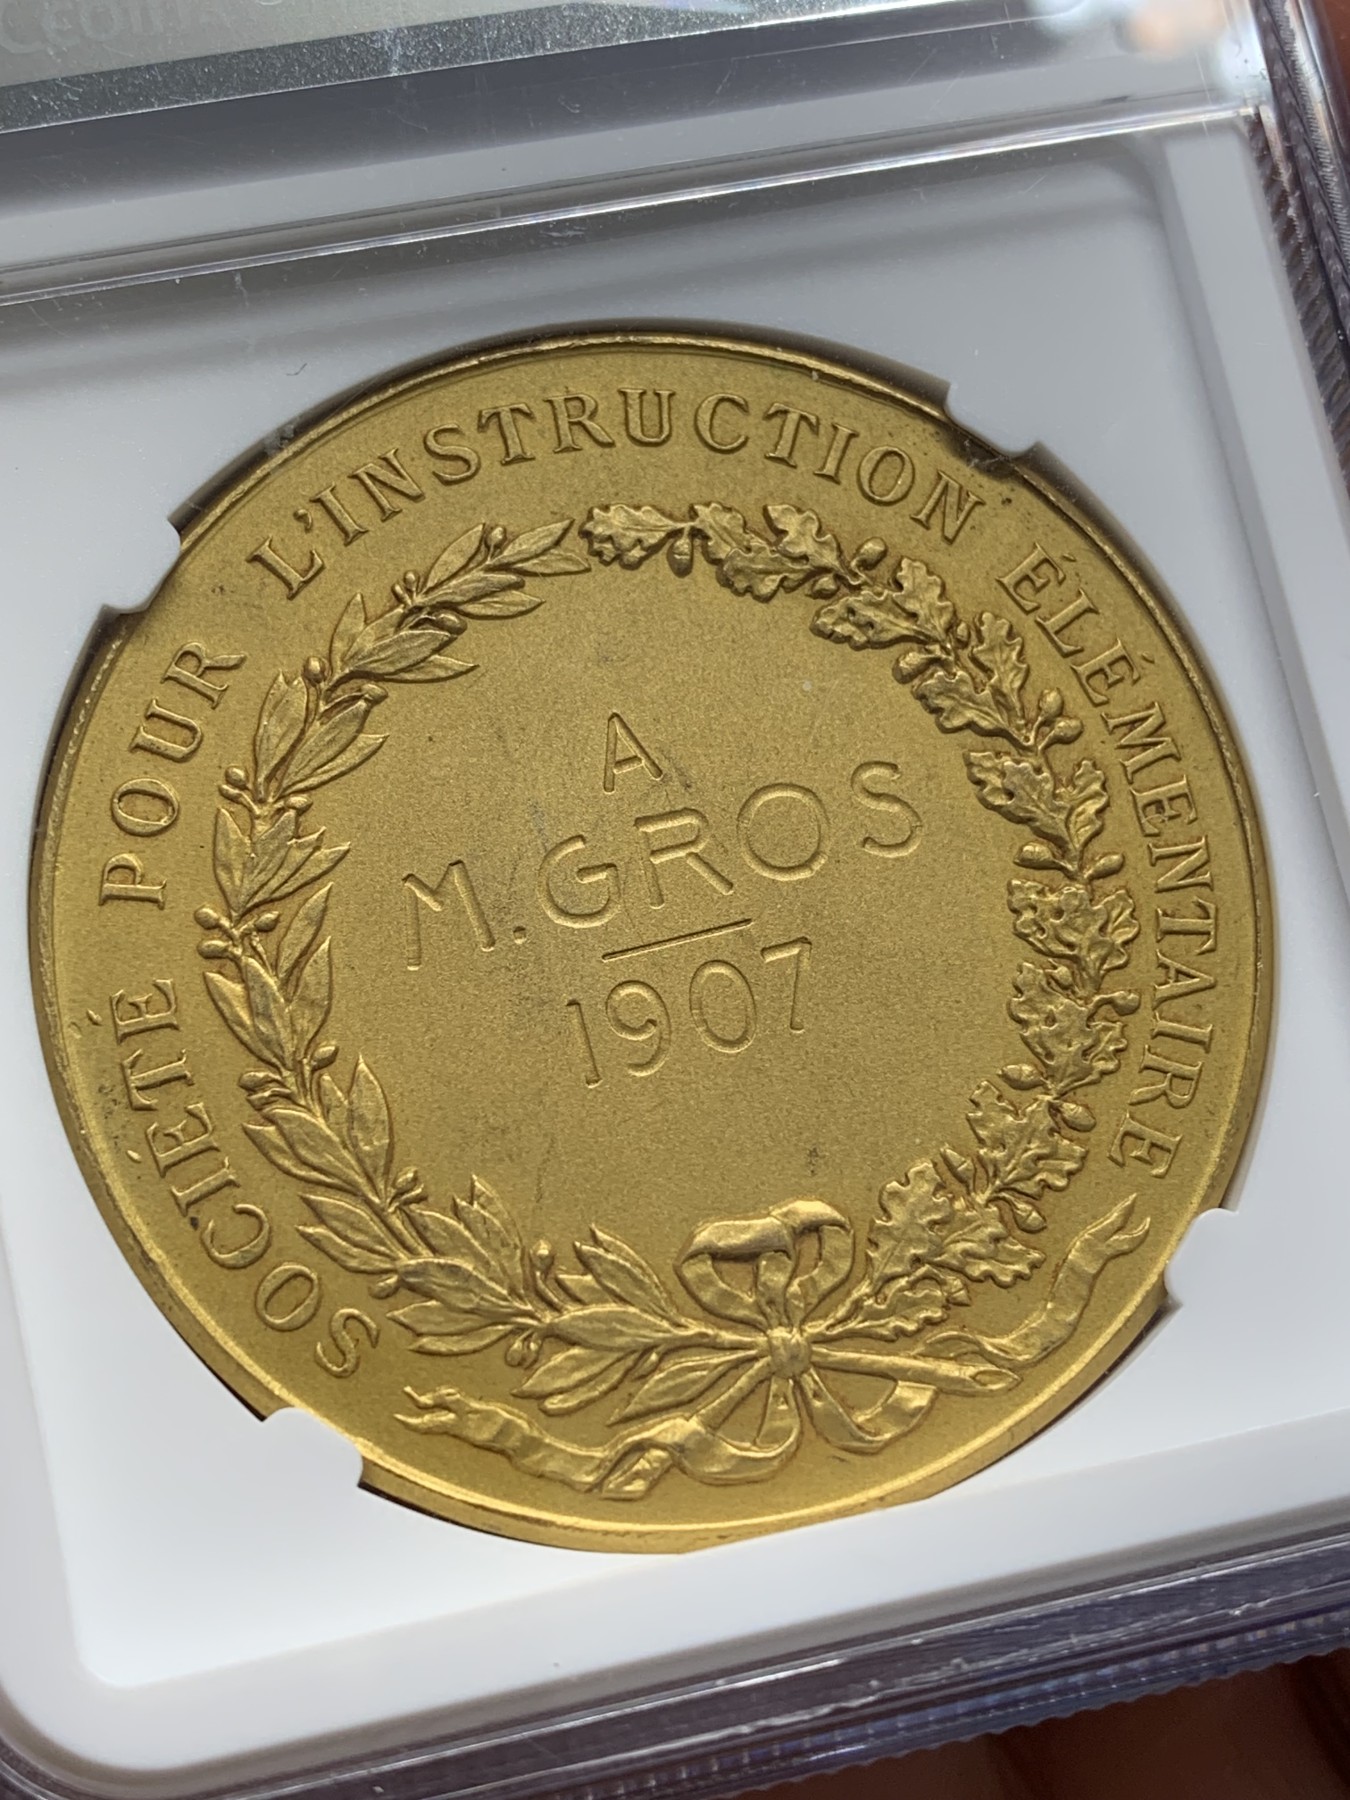 SOCIÉTÉ POUR L'INSTRUCTION ÉLÉMENTAIRE
A
M. GROS
1907